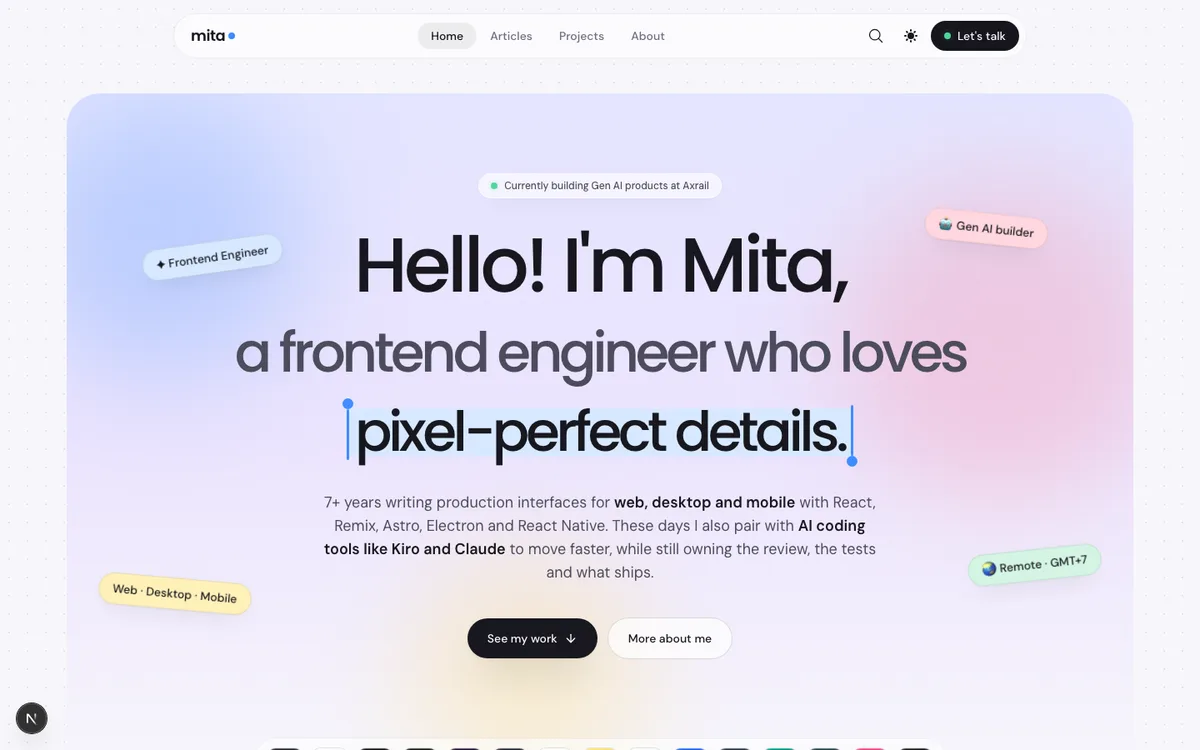 mita
Home
Articles
Projects
About
Let's talk
Currently building Gen AI products at Axrail
✦ Frontend Engineer
Gen AI builder
Hello! I'm Mita,
a frontend engineer who loves
pixel-perfect details.
7+ years writing production interfaces for web, desktop and mobile with React,
Remix, Astro, Electron and React Native. These days I also pair with AI coding
tools like Kiro and Claude to move faster, while still owning the review, the tests
and what ships.
Web · Desktop · Mobile
Remote · GMT+7
See my work ↓
More about me
N